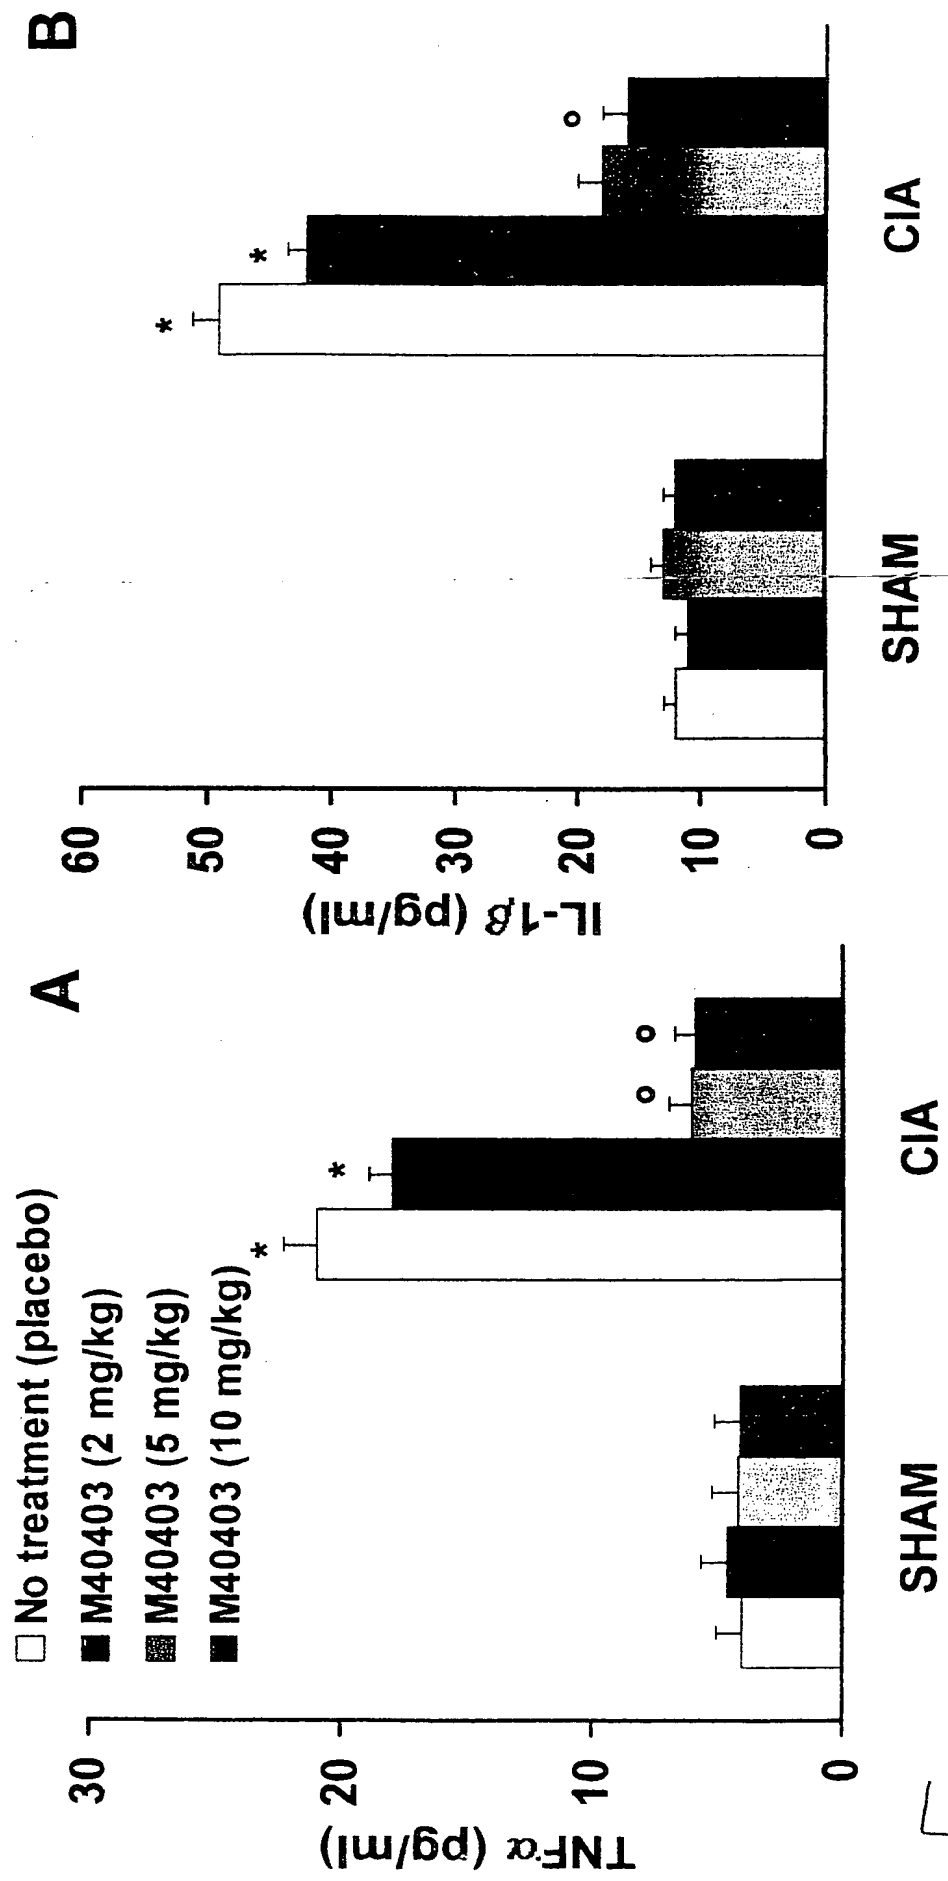 A
No treatment (placebo)
M40403 (2 mg/kg)
M40403 (5 mg/kg)
M40403 (10 mg/kg)
TNFα (pg/ml)
30
20
10
0
*
*
o
o
SHAM
CIA
B
IL-1β (pg/ml)
60
50
40
30
20
10
0
*
*
o
SHAM
CIA